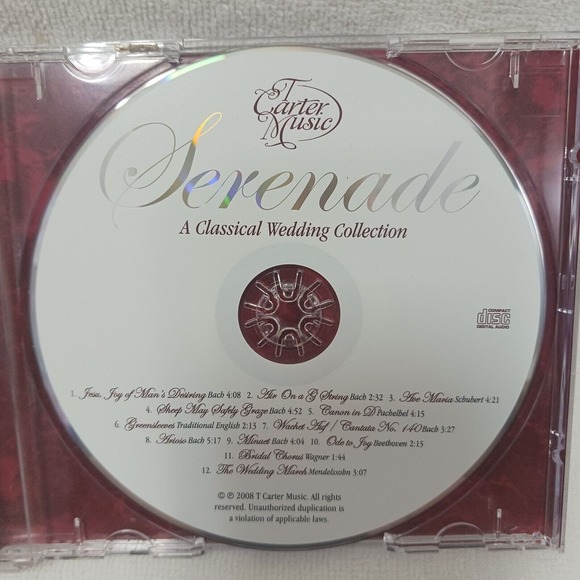 T
Carter
Music
Serenade
A Classical Wedding Collection
COMPACT
disc
DIGITAL AUDIO
1. Jesu, Joy of Man's Desiring Bach 4:08 2. Air On a G String Bach 2:32 3. Ave Maria Schubert 4:21
4. Sheep May Safely Graze Bach 4:52 5. Canon in D Pachelbel 4:15
6. Greensleeves Traditional English 2:13 7. Wachet Auf / Cantata No. 140 Bach 3:27
8. Arioso Bach 5:17 9. Minuet Bach 4:04 10. Ode to Joy Beethoven 2:15
11. Bridal Chorus Wagner 1:44
12. The Wedding March Mendelssohn 3:07
© ℗ 2008 T Carter Music. All rights
reserved. Unauthorized duplication is
a violation of applicable laws.